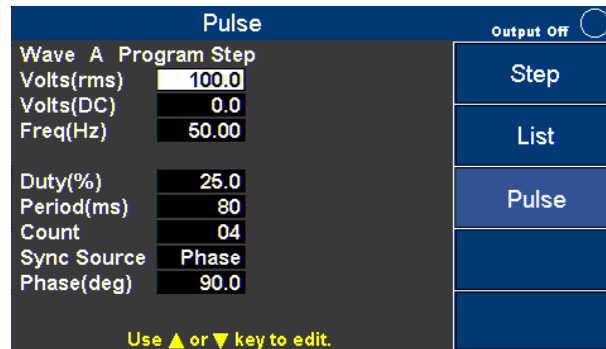 Pulse
Output Off
Wave A Program Step
Volts(rms) 100.0
Volts(DC) 0.0
Freq(Hz) 50.00
Duty(%) 25.0
Period(ms) 80
Count 04
Sync Source Phase
Phase(deg) 90.0
Use ▲ or ▼ key to edit.
Step
List
Pulse